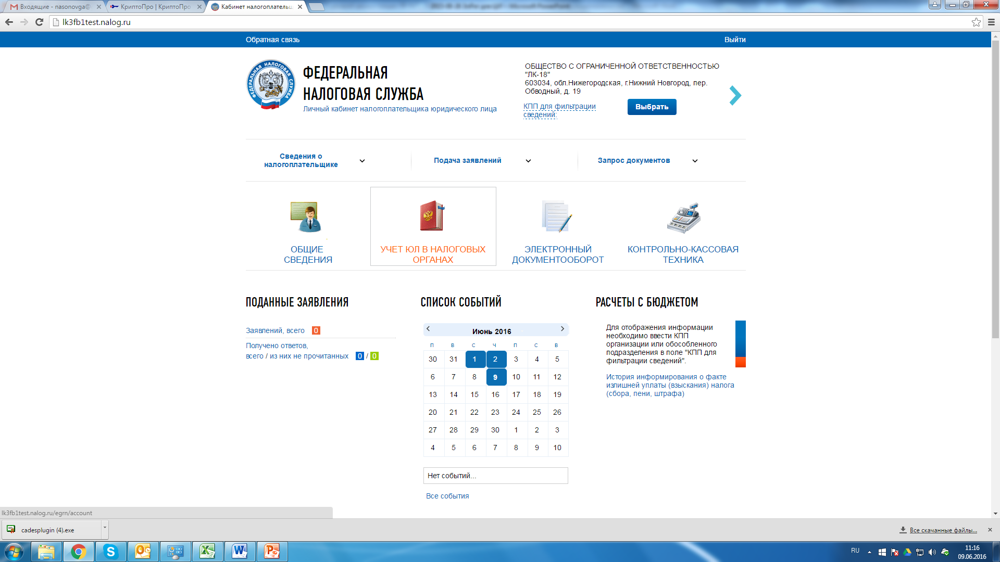 Входящие - nasonovga@
КриптоПро | КриптоПро
Кабинет налогоплательщ
lk3fb1test.nalog.ru
Обратная связь
Выйти
ФЕДЕРАЛЬНАЯ НАЛОГОВАЯ СЛУЖБА
ФЕДЕРАЛЬНАЯ
НАЛОГОВАЯ СЛУЖБА
Личный кабинет налогоплательщика юридического лица
ОБЩЕСТВО С ОГРАНИЧЕННОЙ ОТВЕТСТВЕННОСТЬЮ
"ЛК-18"
603034, обл.Нижегородская, г.Нижний Новгород, пер.
Обводный, д. 19
КПП для фильтрации
сведений:
Выбрать
Сведения о
налогоплательщике
Подача заявлений
Запрос документов
ОБЩИЕ
СВЕДЕНИЯ
УЧЕТ ЮЛ В НАЛОГОВЫХ
ОРГАНАХ
ЭЛЕКТРОННЫЙ
ДОКУМЕНТООБОРОТ
КОНТРОЛЬНО-КАССОВАЯ
ТЕХНИКА
ПОДАННЫЕ ЗАЯВЛЕНИЯ
Заявлений, всего 0
Получено ответов,
всего / из них не прочитанных 0 / 0
СПИСОК СОБЫТИЙ
Июнь 2016
П В С Ч П С В
30 31 1 2 3 4 5
6 7 8 9 10 11 12
13 14 15 16 17 18 19
20 21 22 23 24 25 26
27 28 29 30 1 2 3
4 5 6 7 8 9 10
Нет событий...
Все события
РАСЧЕТЫ С БЮДЖЕТОМ
Для отображения информации
необходимо ввести КПП
организации или обособленного
подразделения в поле "КПП для
фильтрации сведений".
История информирования о факте
излишней уплаты (взыскания) налога
(сбора, пени, штрафа)
lk3fb1test.nalog.ru/egrn/account
cadesplugin (4).exe
Все скачанные файлы...
RU
11:16
09.06.2016